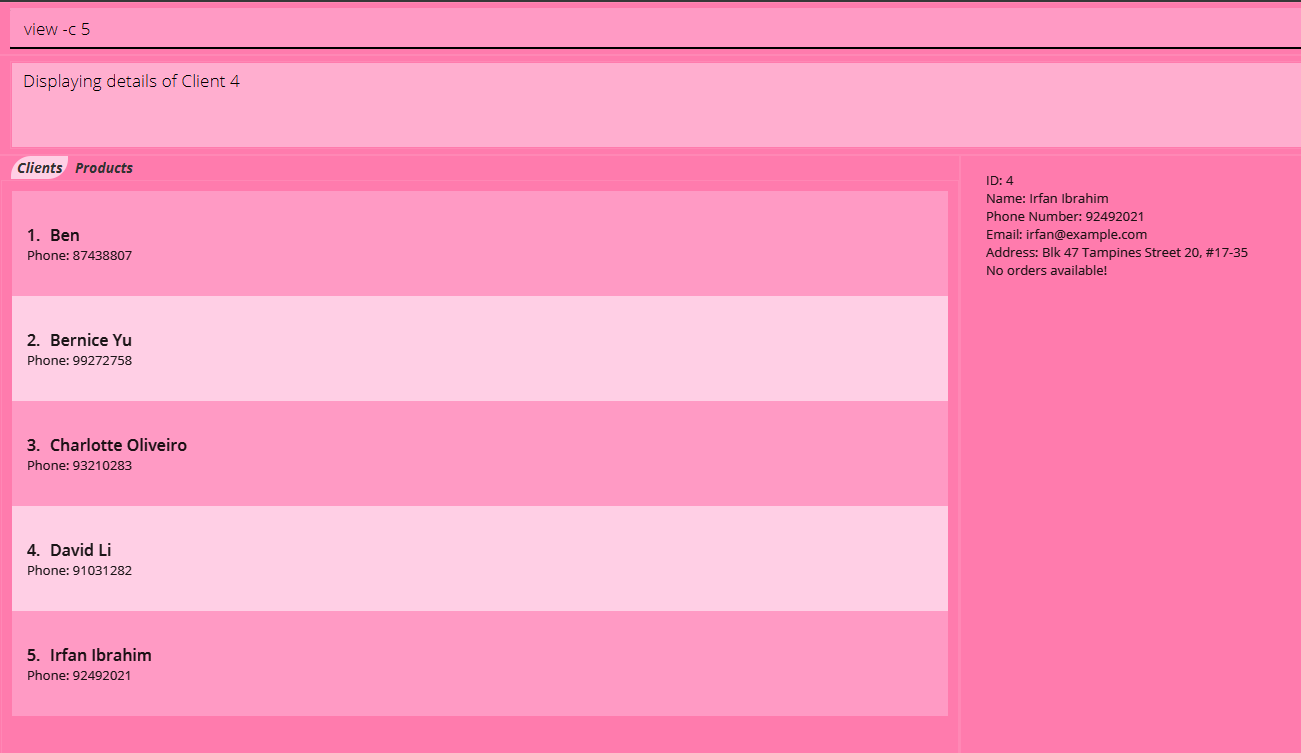 view -c 5
Displaying details of Client 4
Clients Products
1. Ben
Phone: 87438807
2. Bernice Yu
Phone: 99272758
3. Charlotte Oliveiro
Phone: 93210283
4. David Li
Phone: 91031282
5. Irfan Ibrahim
Phone: 92492021
ID: 4
Name: Irfan Ibrahim
Phone Number: 92492021
Email: irfan@example.com
Address: Blk 47 Tampines Street 20, #17-35
No orders available!